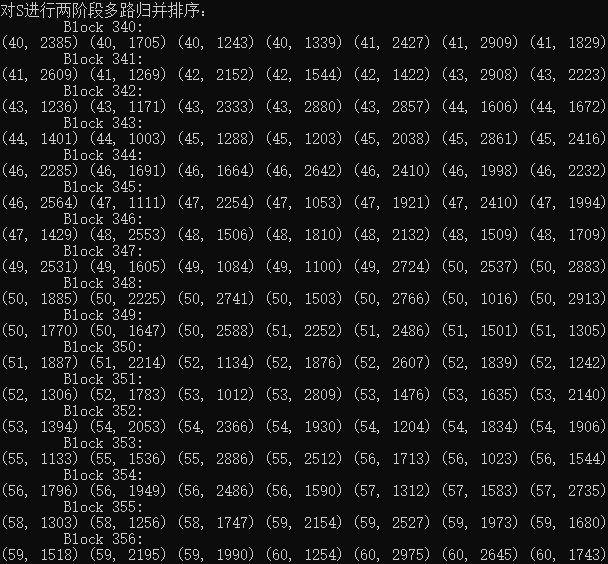 对S进行两阶段多路归并排序:
Block 340:
(40, 2385) (40, 1705) (40, 1243) (40, 1339) (41, 2427) (41, 2909) (41, 1829)
Block 341:
(41, 2609) (41, 1269) (42, 2152) (42, 1544) (42, 1422) (43, 2908) (43, 2223)
Block 342:
(43, 1236) (43, 1171) (43, 2333) (43, 2880) (43, 2857) (44, 1606) (44, 1672)
Block 343:
(44, 1401) (44, 1003) (45, 1288) (45, 1203) (45, 2038) (45, 2861) (45, 2416)
Block 344:
(46, 2285) (46, 1691) (46, 1664) (46, 2642) (46, 2410) (46, 1998) (46, 2232)
Block 345:
(46, 2564) (47, 1111) (47, 2254) (47, 1053) (47, 1921) (47, 2410) (47, 1994)
Block 346:
(47, 1429) (48, 2553) (48, 1506) (48, 1810) (48, 2132) (48, 1509) (48, 1709)
Block 347:
(49, 2531) (49, 1605) (49, 1084) (49, 1100) (49, 2724) (50, 2537) (50, 2883)
Block 348:
(50, 1885) (50, 2225) (50, 2741) (50, 1503) (50, 2766) (50, 1016) (50, 2913)
Block 349:
(50, 1770) (50, 1647) (50, 2588) (51, 2252) (51, 2486) (51, 1501) (51, 1305)
Block 350:
(51, 1887) (51, 2214) (52, 1134) (52, 1876) (52, 2607) (52, 1839) (52, 1242)
Block 351:
(52, 1306) (52, 1783) (53, 1012) (53, 2809) (53, 1476) (53, 1635) (53, 2140)
Block 352:
(53, 1394) (54, 2053) (54, 2366) (54, 1930) (54, 1204) (54, 1834) (54, 1906)
Block 353:
(55, 1133) (55, 1536) (55, 2886) (55, 2512) (56, 1713) (56, 1023) (56, 1544)
Block 354:
(56, 1796) (56, 1949) (56, 2486) (56, 1590) (57, 1312) (57, 1583) (57, 2735)
Block 355:
(58, 1303) (58, 1256) (58, 1747) (59, 2154) (59, 2527) (59, 1973) (59, 1680)
Block 356:
(59, 1518) (59, 2195) (59, 1990) (60, 1254) (60, 2975) (60, 2645) (60, 1743)